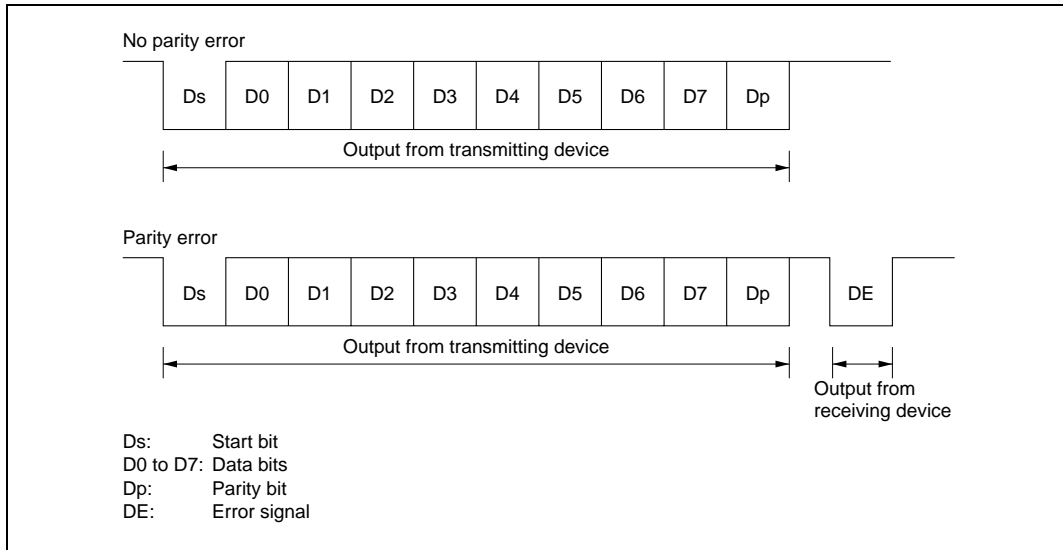 No parity error
Ds D0 D1 D2 D3 D4 D5 D6 D7 Dp
Output from transmitting device
Parity error
Ds D0 D1 D2 D3 D4 D5 D6 D7 Dp DE
Output from transmitting device
Output from
receiving device
Ds: Start bit
D0 to D7: Data bits
Dp: Parity bit
DE: Error signal